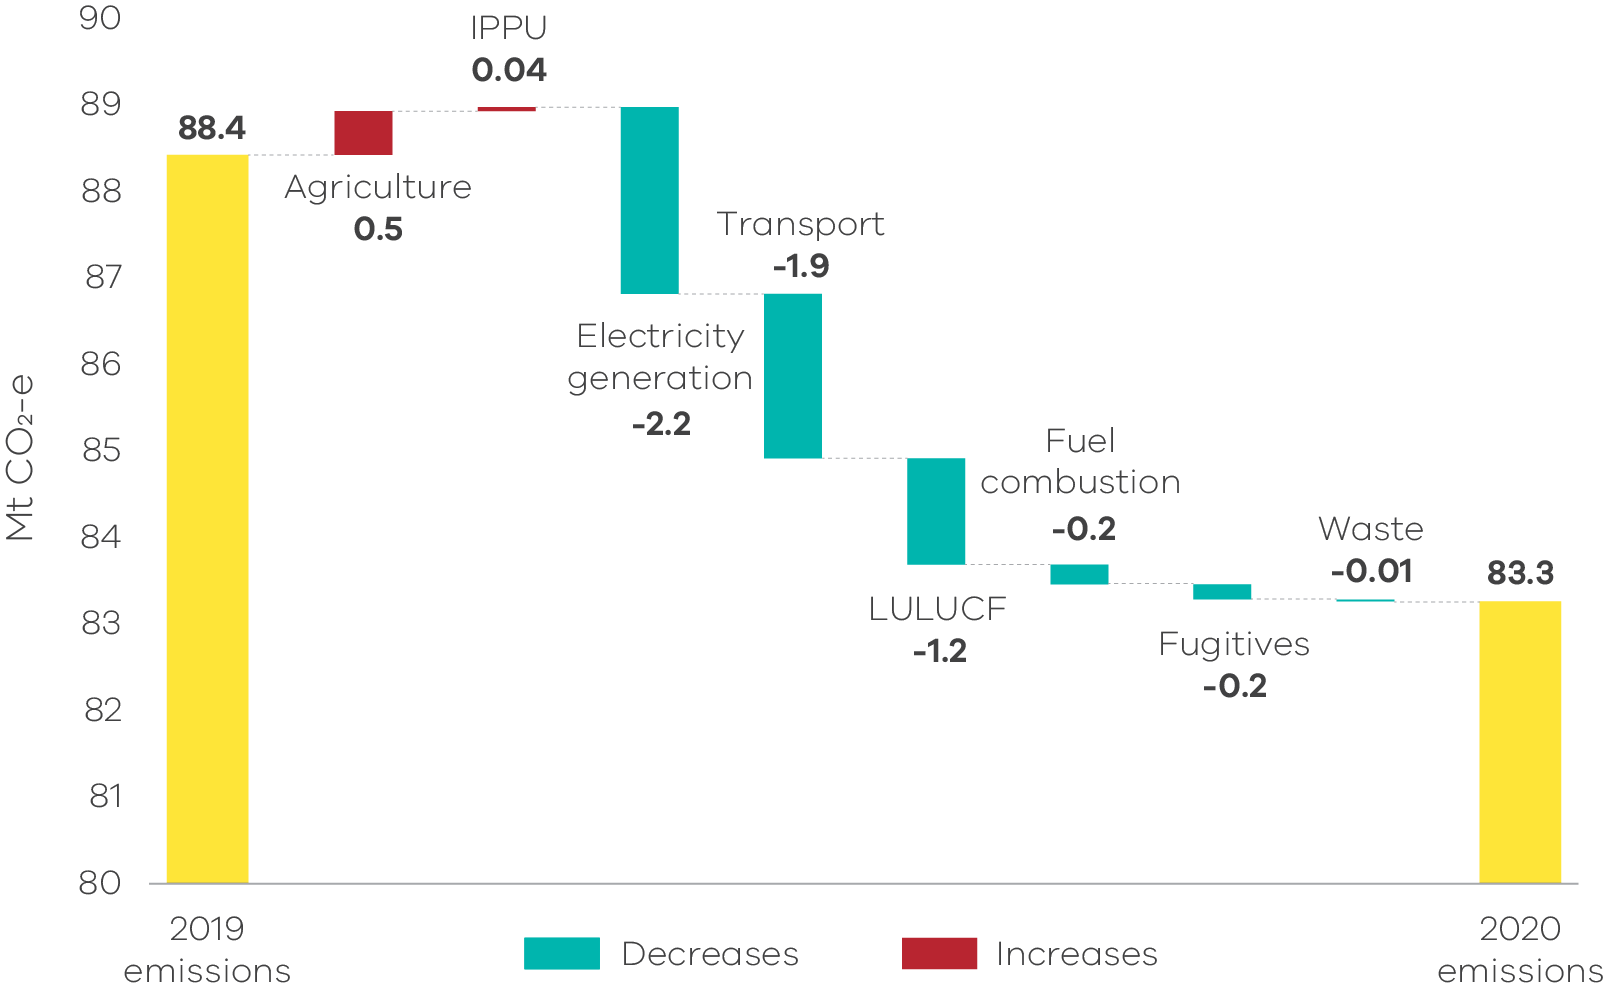 90
89
88
87
86
85
84
83
82
81
80
Mt CO₂-e
88.4
Agriculture
0.5
IPPU
0.04
Electricity
generation
-2.2
Transport
-1.9
LULUCF
-1.2
Fuel
combustion
-0.2
Fugitives
-0.2
Waste
-0.01
83.3
2019
emissions
2020
emissions
Decreases
Increases